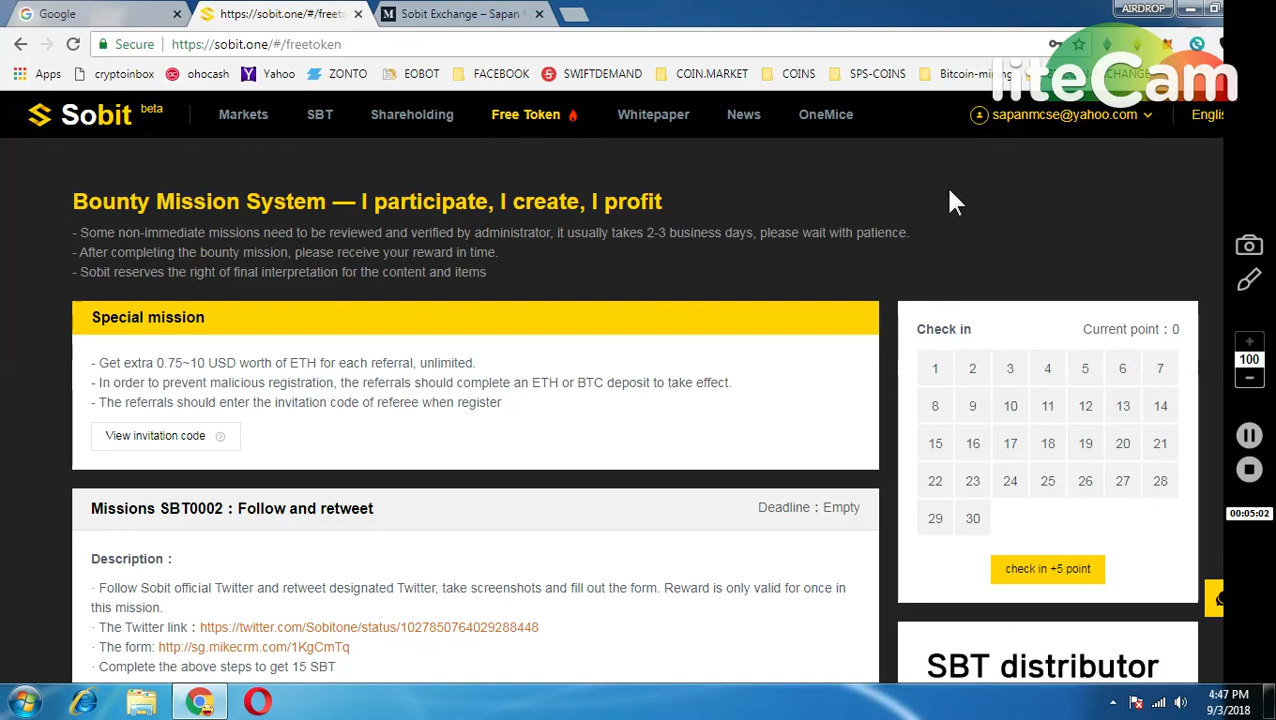 Google
https://sobit.one/#/freeto
Sobit Exchange – Sapan
AIRDROP
Secure
https://sobit.one/#/freetoken
Apps
cryptoinbox
ohocash
Yahoo
ZONTO
EOBOT
FACEBOOK
SWIFTDEMAND
COIN.MARKET
COINS
SPS-COINS
Bitcoin-mining
liteCam
Sobit beta
Markets
SBT
Shareholding
Free Token
Whitepaper
News
OneMice
sapanmcse@yahoo.com
Englis
Bounty Mission System — I participate, I create, I profit
- Some non-immediate missions need to be reviewed and verified by administrator, it usually takes 2-3 business days, please wait with patience.
- After completing the bounty mission, please receive your reward in time.
- Sobit reserves the right of final interpretation for the content and items
Special mission
- Get extra 0.75~10 USD worth of ETH for each referral, unlimited.
- In order to prevent malicious registration, the referrals should complete an ETH or BTC deposit to take effect.
- The referrals should enter the invitation code of referee when register
View invitation code
Missions SBT0002：Follow and retweet
Deadline：Empty
Description：
· Follow Sobit official Twitter and retweet designated Twitter, take screenshots and fill out the form. Reward is only valid for once in
this mission.
· The Twitter link：https://twitter.com/Sobitone/status/1027850764029288448
· The form: http://sg.mikecrm.com/1KgCmTq
· Complete the above steps to get 15 SBT
Check in
Current point：0
1 2 3 4 5 6 7
8 9 10 11 12 13 14
15 16 17 18 19 20 21
22 23 24 25 26 27 28
29 30
check in +5 point
SBT distributor
100
00:05:02
4:47 PM
9/3/2018